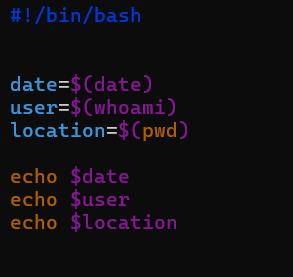 #!/bin/bash
date=$(date)
user=$(whoami)
location=$(pwd)
echo $date
echo $user
echo $location